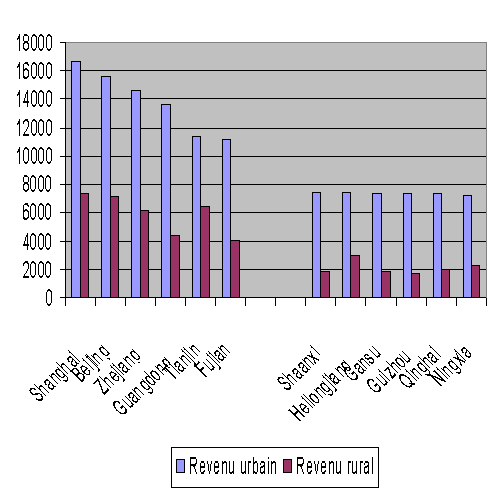 18000
16000
14000
12000
10000
8000
6000
4000
2000
0
Shanghai
Beijing
Zhejiang
Guangdong
Tianjin
Fujian
Shaanxi
Heilongjiang
Gansu
Guizhou
Qinghai
Ningxia
Revenu urbain
Revenu rural